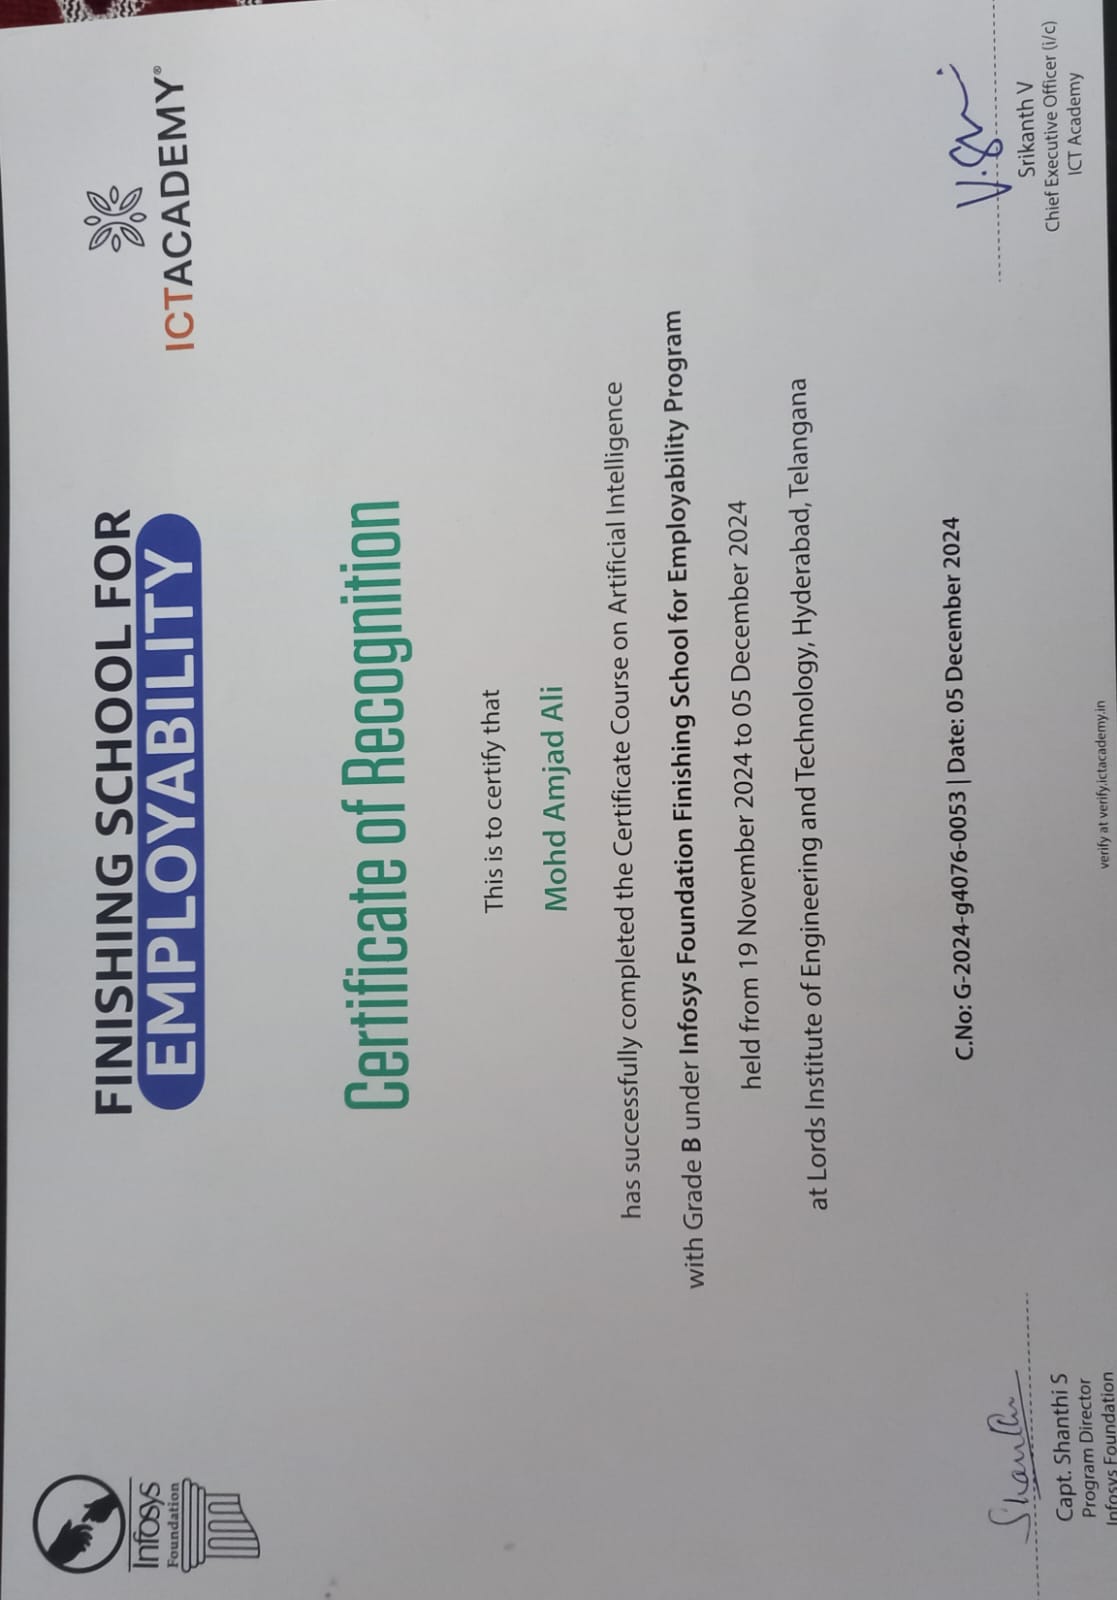 Infosys
Foundation
FINISHING SCHOOL FOR
EMPLOYABILITY
ICTACADEMY®
Certificate of Recognition
This is to certify that
Mohd Amjad Ali
has successfully completed the Certificate Course on Artificial Intelligence
with Grade B under Infosys Foundation Finishing School for Employability Program
held from 19 November 2024 to 05 December 2024
at Lords Institute of Engineering and Technology, Hyderabad, Telangana
C.No: G-2024-g4076-0053 | Date: 05 December 2024
Shanthi
Capt. Shanthi S
Program Director
Infosys Foundation
V.Sri
Srikanth V
Chief Executive Officer (i/c)
ICT Academy
verify at verify.ictacademy.in